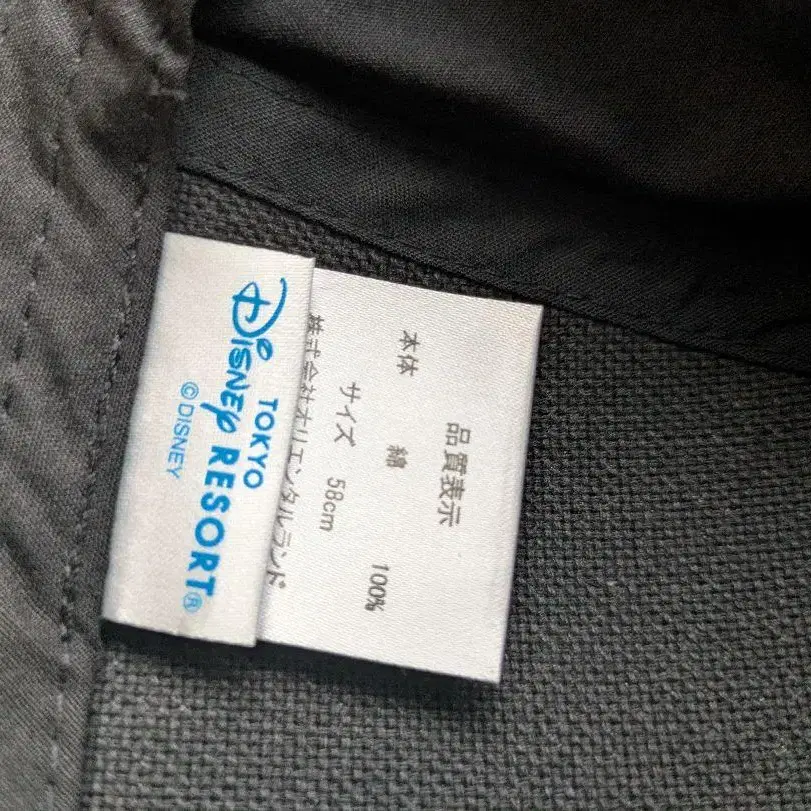 TOKYO
Disney RESORT®
©DISNEY
品質表示
本体 綿 100%
サイズ 58cm
株式会社オリエンタルランド